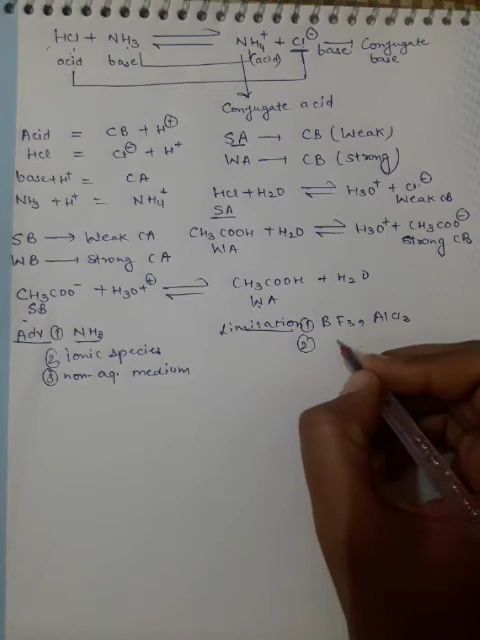 HCl + NH3 ⇌ NH4+ + Cl⊖ base → Conjugate base
acid base (acid)
Conjugate acid
Acid = CB + H⊕
HCl = Cl⊖ + H+
base + H+ = CA
NH3 + H+ = NH4+
SB → Weak CA
WB → strong CA
SA → CB (Weak)
WA → CB (strong)
HCl + H2O ⇌ H3O+ + Cl⊖
SA Weak CB
CH3COOH + H2O ⇌ H3O+ + CH3COO⊖
WA strong CB
CH3COO- + H3O+ ⇌ CH3COOH + H2O
SB WA
Adv ① NH3
② ionic species
③ non-aq. medium
Limitation ① BF3, AlCl3
②